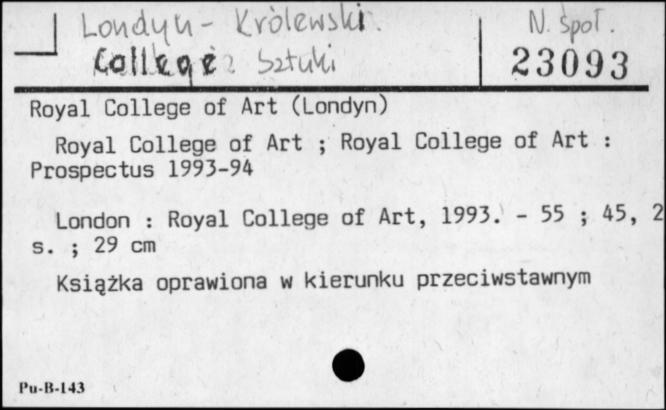 Londyn - Królewski
N. społ.
College Sztuki
23093
Royal College of Art (Londyn)
Royal College of Art ; Royal College of Art :
Prospectus 1993-94
London : Royal College of Art, 1993. - 55 ; 45, 2
s. ; 29 cm
Książka oprawiona w kierunku przeciwstawnym
Pu-B-143